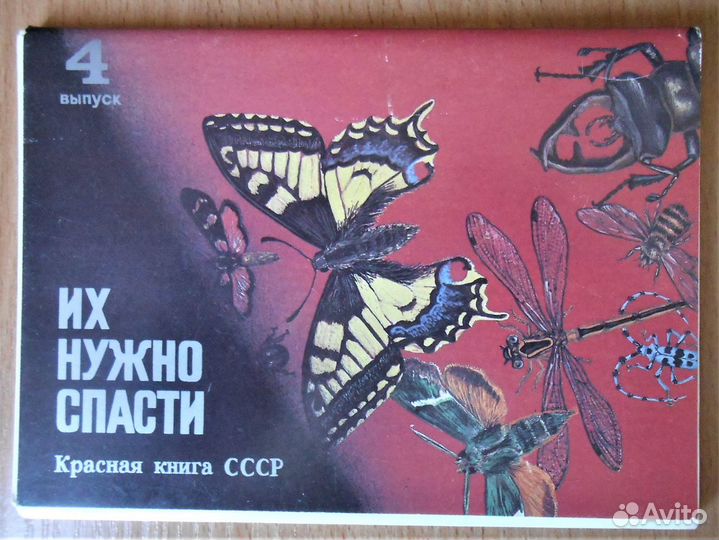 4
выпуск
ИХ
НУЖНО
СПАСТИ
Красная книга СССР
Avito